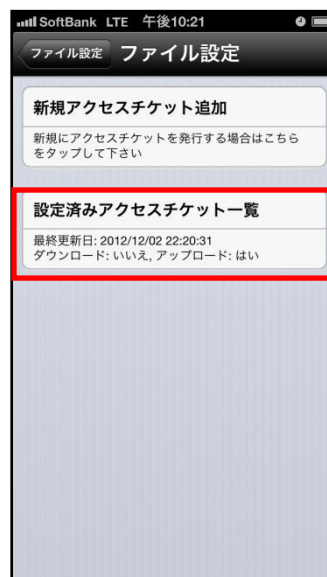 SoftBank LTE 午後10:21
ファイル設定 ファイル設定
新規アクセスチケット追加
新規にアクセスチケットを発行する場合はこちら
をタップして下さい
設定済みアクセスチケット一覧
最終更新日: 2012/12/02 22:20:31
ダウンロード: いいえ, アップロード: はい